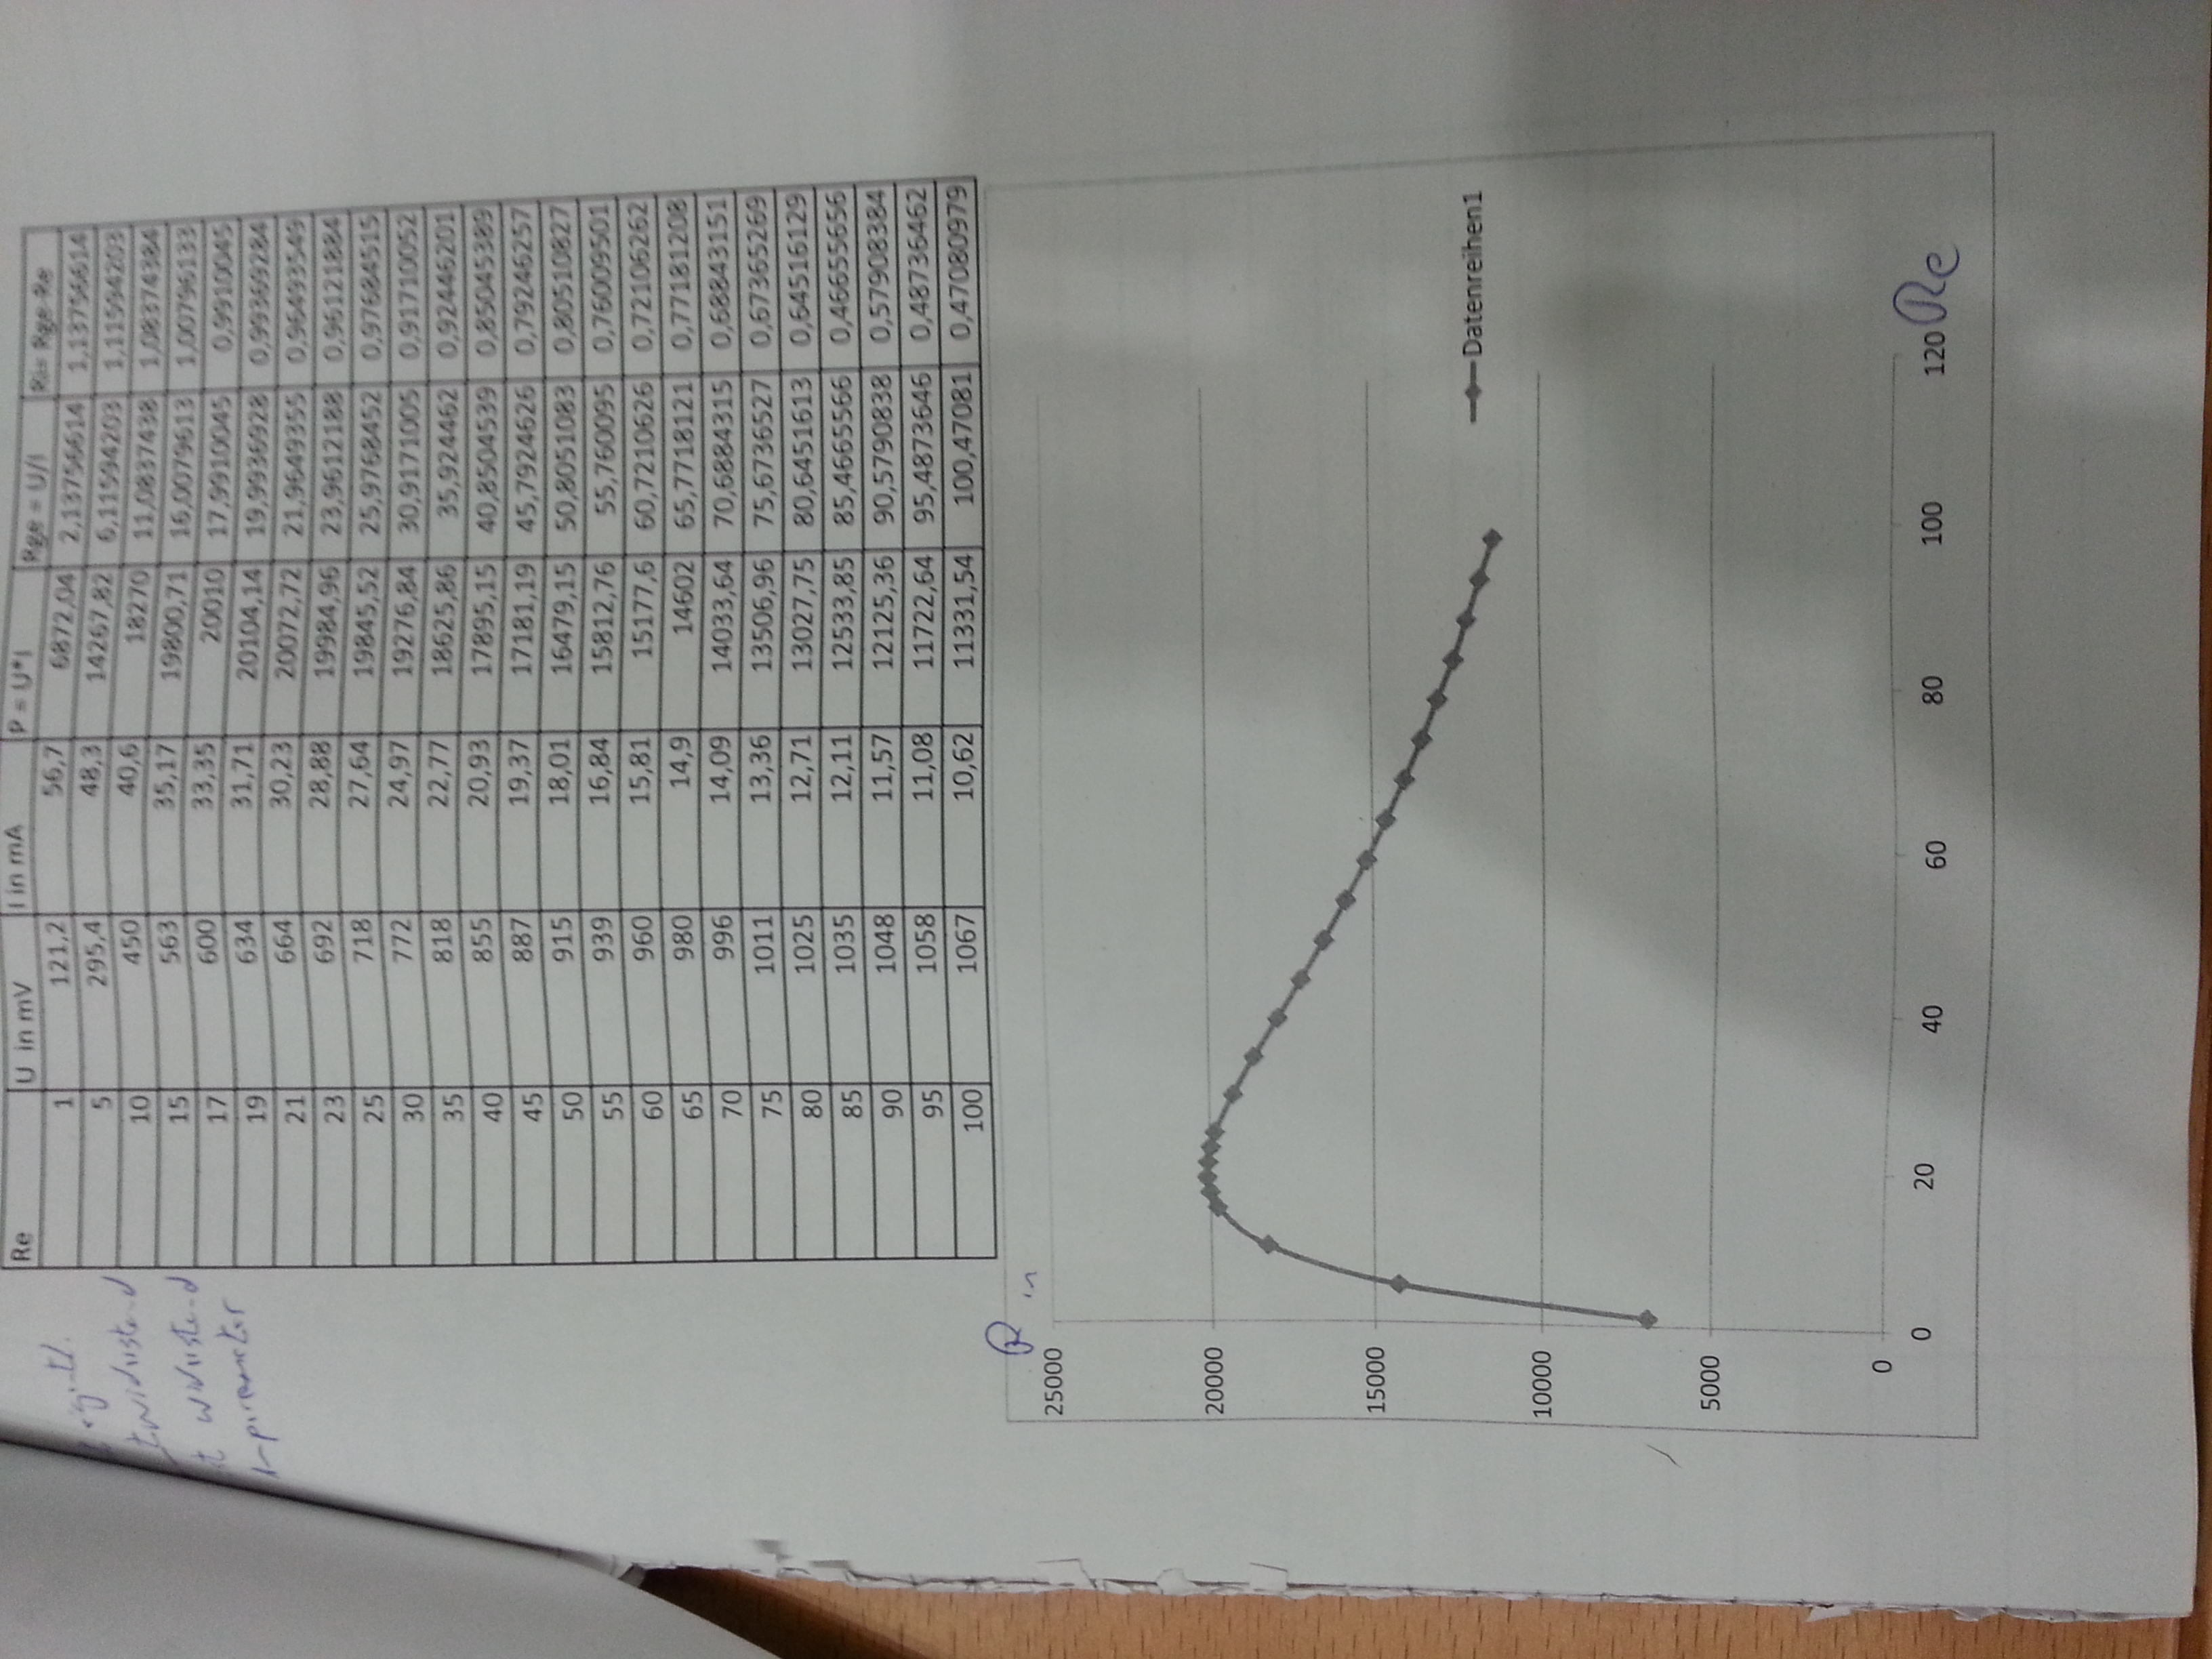 Re U in mV I in mA P = U*I Rge = U/I Ri= Rge-Re
1 121,2 56,7 6872,04 2,13756614 1,13756614
5 295,4 48,3 14267,82 6,11594203 1,11594203
10 450 40,6 18270 11,0837438 1,08374384
15 563 35,17 19800,71 16,0079613 1,00796133
17 600 33,35 20010 17,9910045 0,99100045
19 634 31,71 20104,14 19,9936928 0,99369284
21 664 30,23 20072,72 21,9649355 0,96493549
23 692 28,88 19984,96 23,9612188 0,96121884
25 718 27,64 19845,52 25,9768452 0,97684515
30 772 24,97 19276,84 30,9171005 0,91710052
35 818 22,77 18625,86 35,924462 0,92446201
40 855 20,93 17895,15 40,8504539 0,85045389
45 887 19,37 17181,19 45,7924626 0,79246257
50 915 18,01 16479,15 50,8051083 0,80510827
55 939 16,84 15812,76 55,760095 0,76009501
60 960 15,81 15177,6 60,7210626 0,72106262
65 980 14,9 14602 65,7718121 0,77181208
70 996 14,09 14033,64 70,6884315 0,68843151
75 1011 13,36 13506,96 75,6736527 0,67365269
80 1025 12,71 13027,75 80,6451613 0,64516129
85 1035 12,11 12533,85 85,4665566 0,46655656
90 1048 11,57 12125,36 90,5790838 0,57908384
95 1058 11,08 11722,64 95,4873646 0,48736462
100 1067 10,62 11331,54 100,47081 0,47080979
P in
25000
20000
15000
10000
5000
0
Datenreihen1
0 20 40 60 80 100 120 Re